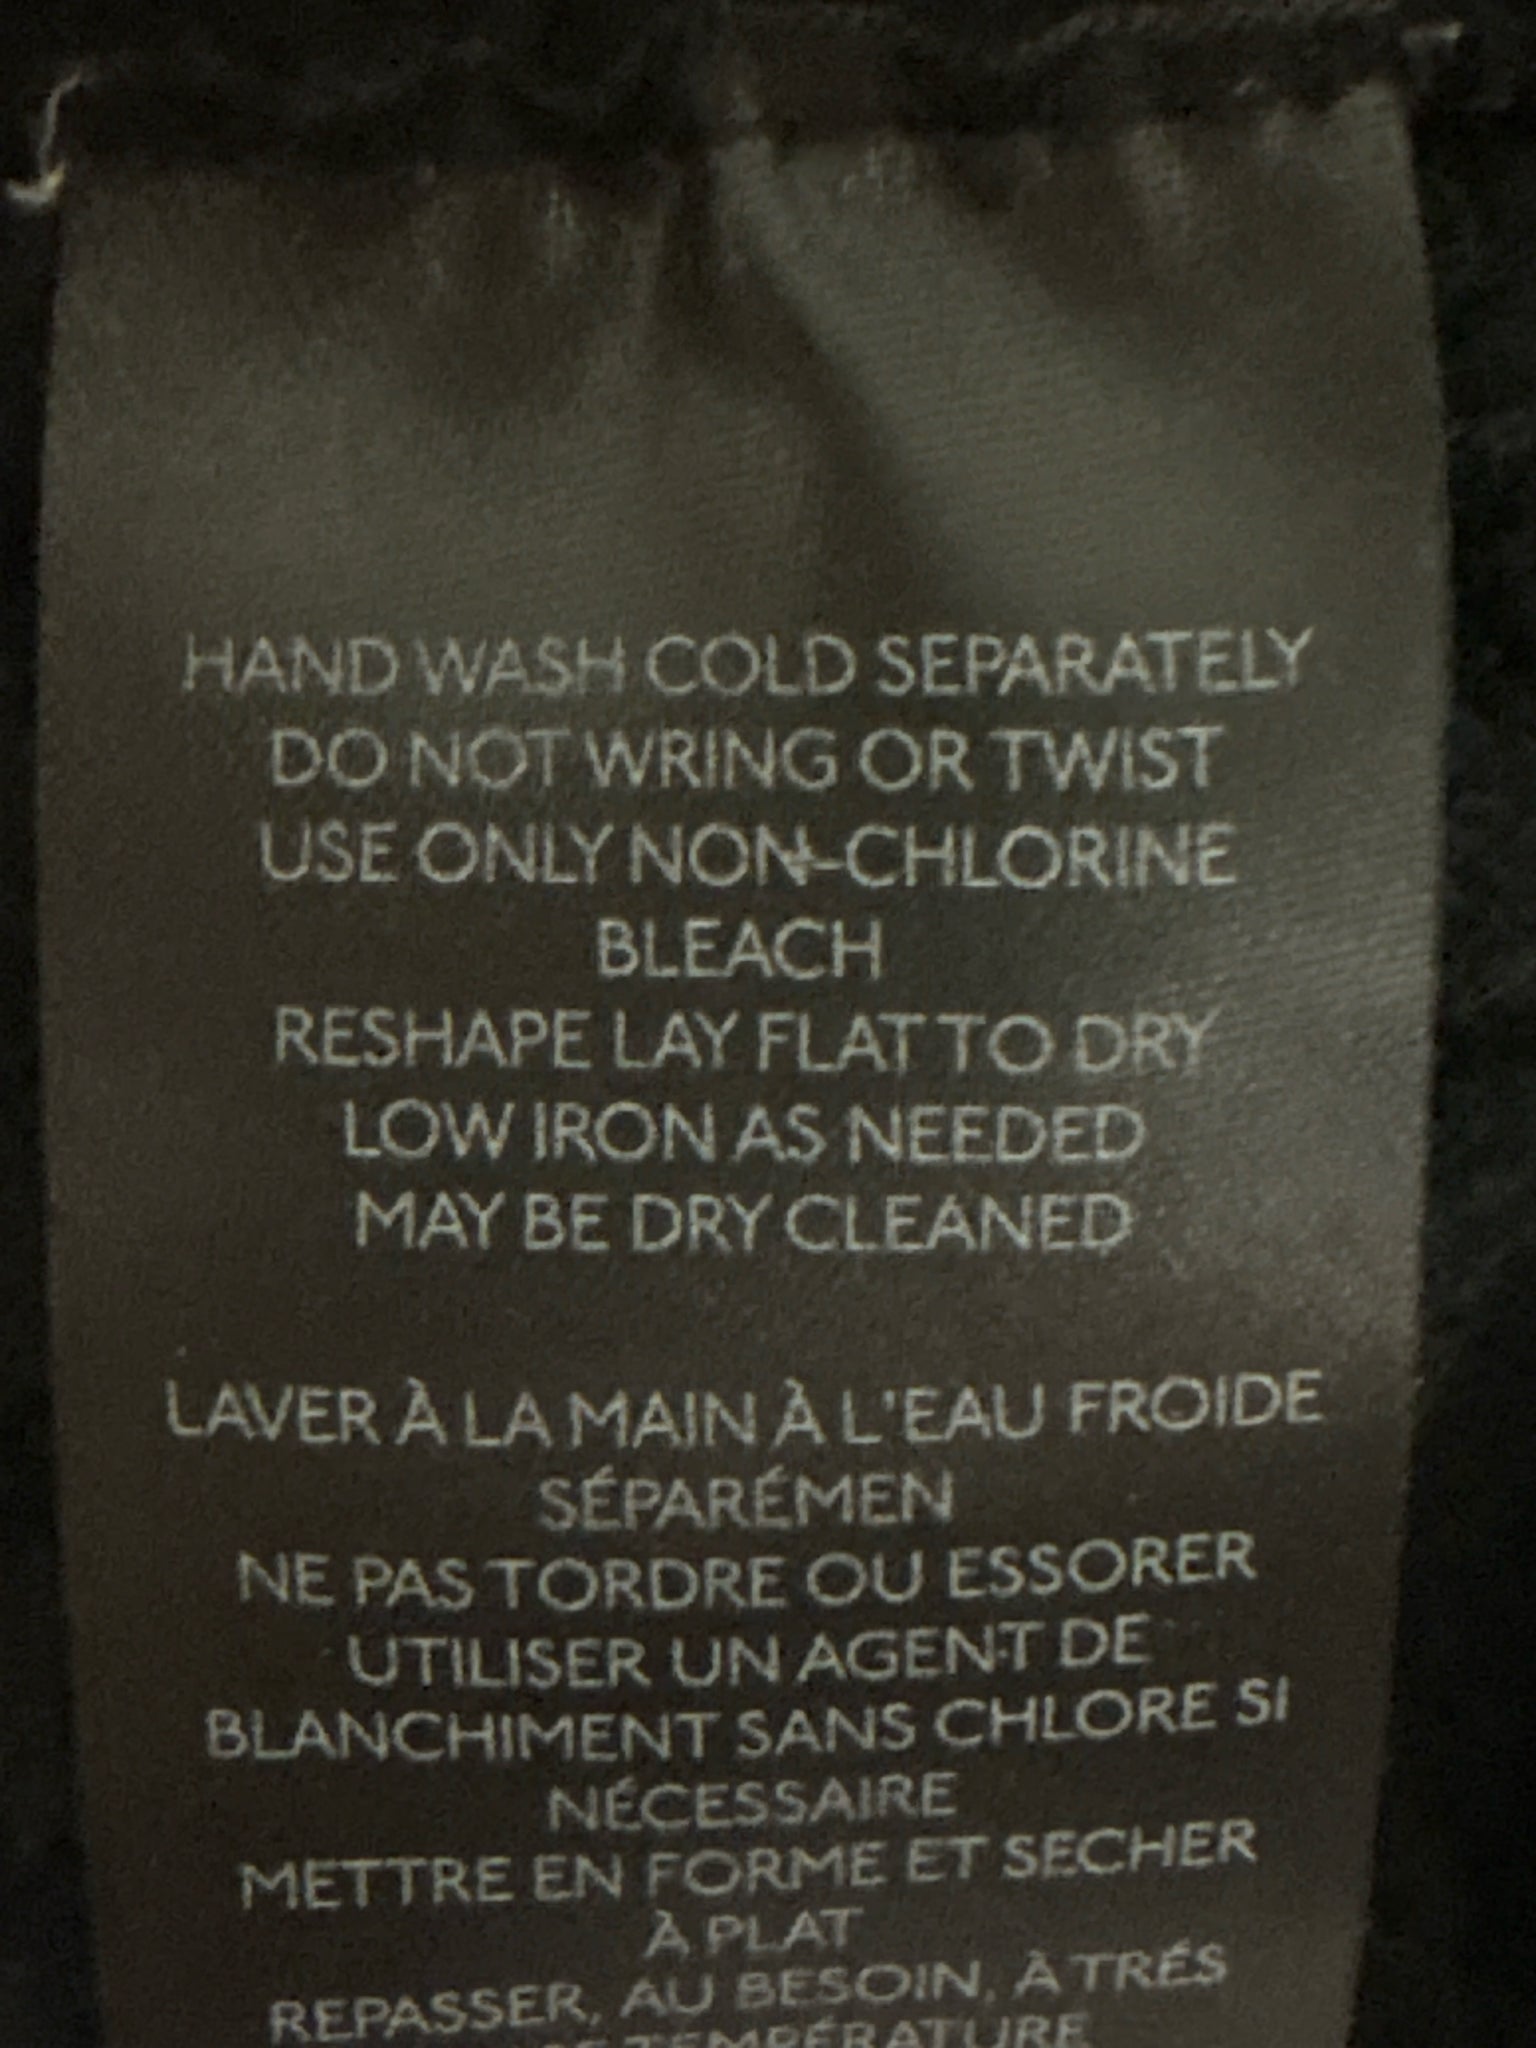 HAND WASH COLD SEPARATELY
DO NOT WRING OR TWIST
USE ONLY NON-CHLORINE
BLEACH
RESHAPE LAY FLAT TO DRY
LOW IRON AS NEEDED
MAY BE DRY CLEANED
LAVER À LA MAIN À L'EAU FROIDE
SÉPARÉMEN
NE PAS TORDRE OU ESSORER
UTILISER UN AGENT DE
BLANCHIMENT SANS CHLORE SI
NÉCESSAIRE
METTRE EN FORME ET SECHER
À PLAT
REPASSER, AU BESOIN, À TRÉS
TEMPÉRATURE